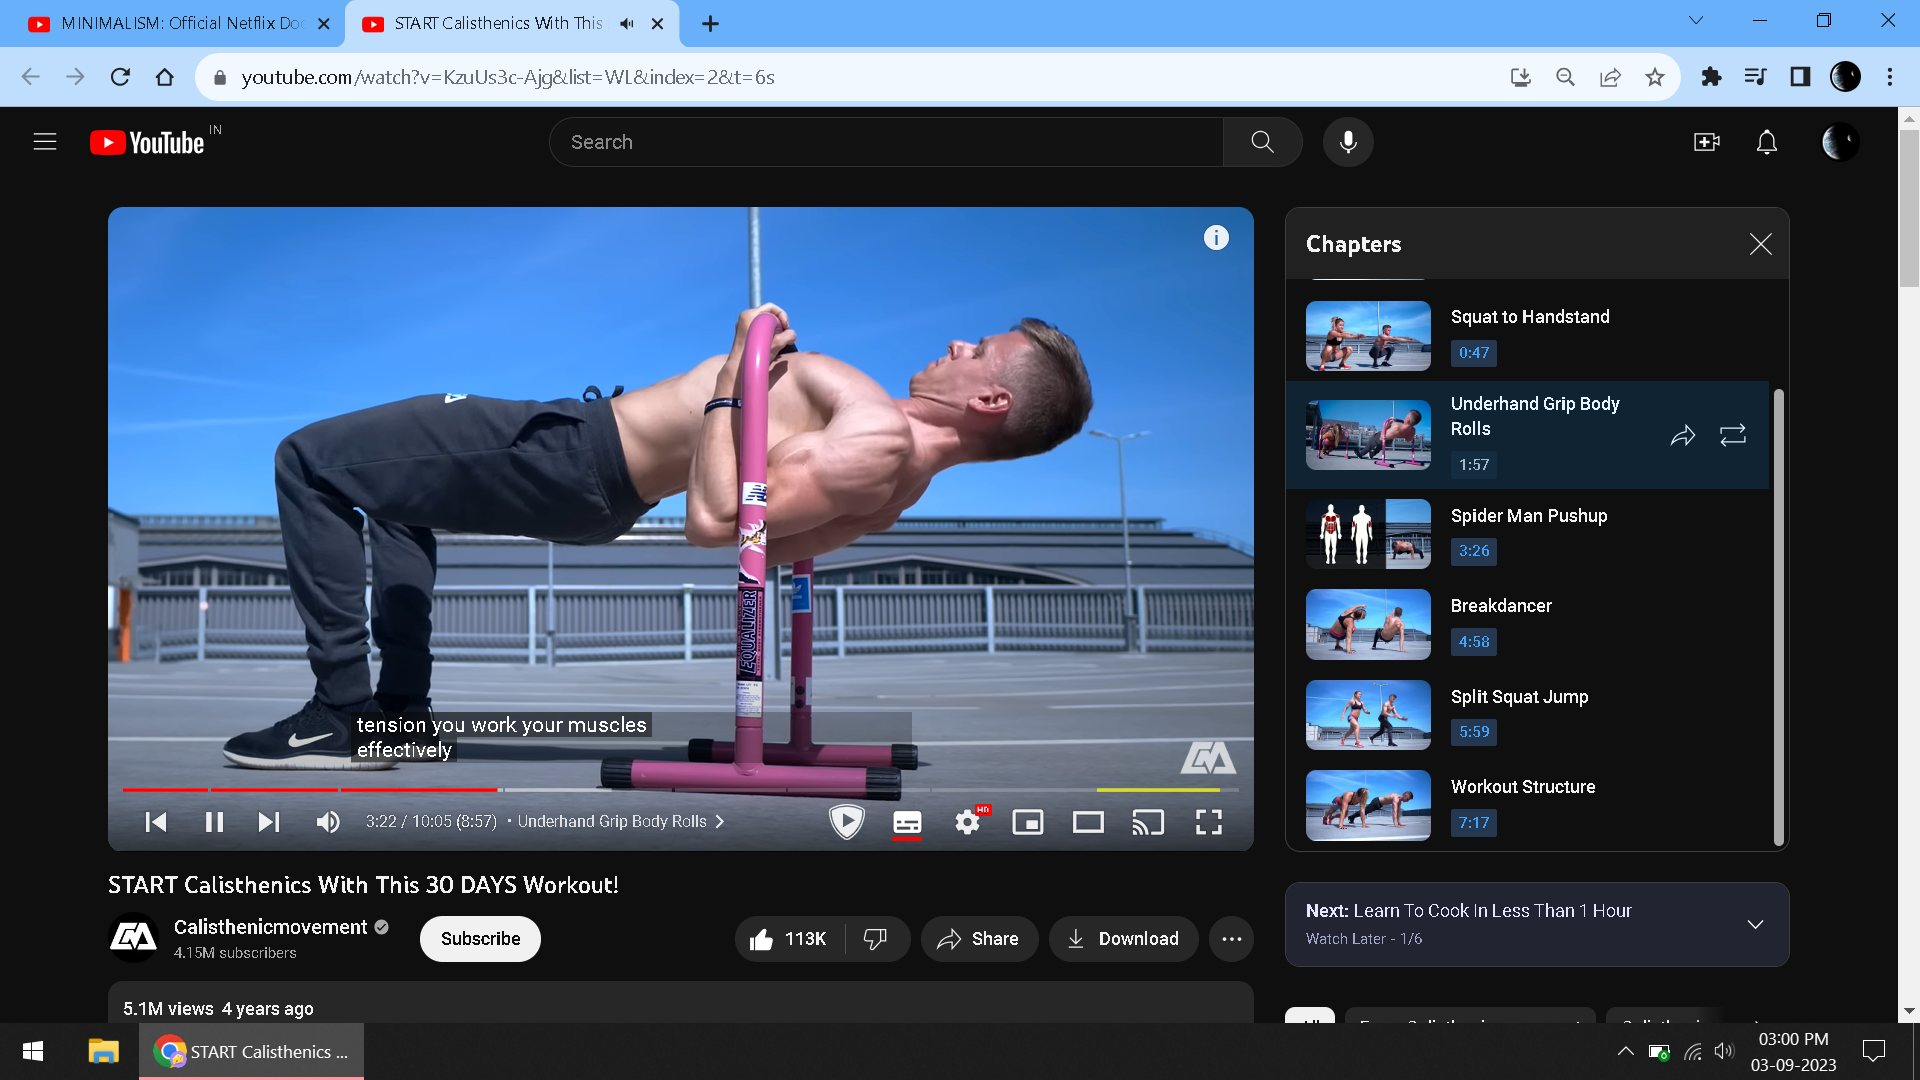 MINIMALISM: Official Netflix Doc
START Calisthenics With This
youtube.com/watch?v=KzuUs3c-Ajg&list=WL&index=2&t=6s
YouTube IN
Search
Chapters
Squat to Handstand
0:47
Underhand Grip Body
Rolls
1:57
Spider Man Pushup
3:26
Breakdancer
4:58
Split Squat Jump
5:59
Workout Structure
7:17
EQUALIZER
tension you work your muscles
effectively
3:22 / 10:05 (8:57) • Underhand Grip Body Rolls
HD
START Calisthenics With This 30 DAYS Workout!
Calisthenicmovement
4.15M subscribers
Subscribe
113K
Share
Download
5.1M views 4 years ago
Next: Learn To Cook In Less Than 1 Hour
Watch Later - 1/6
All
START Calisthenics ...
03:00 PM
03-09-2023